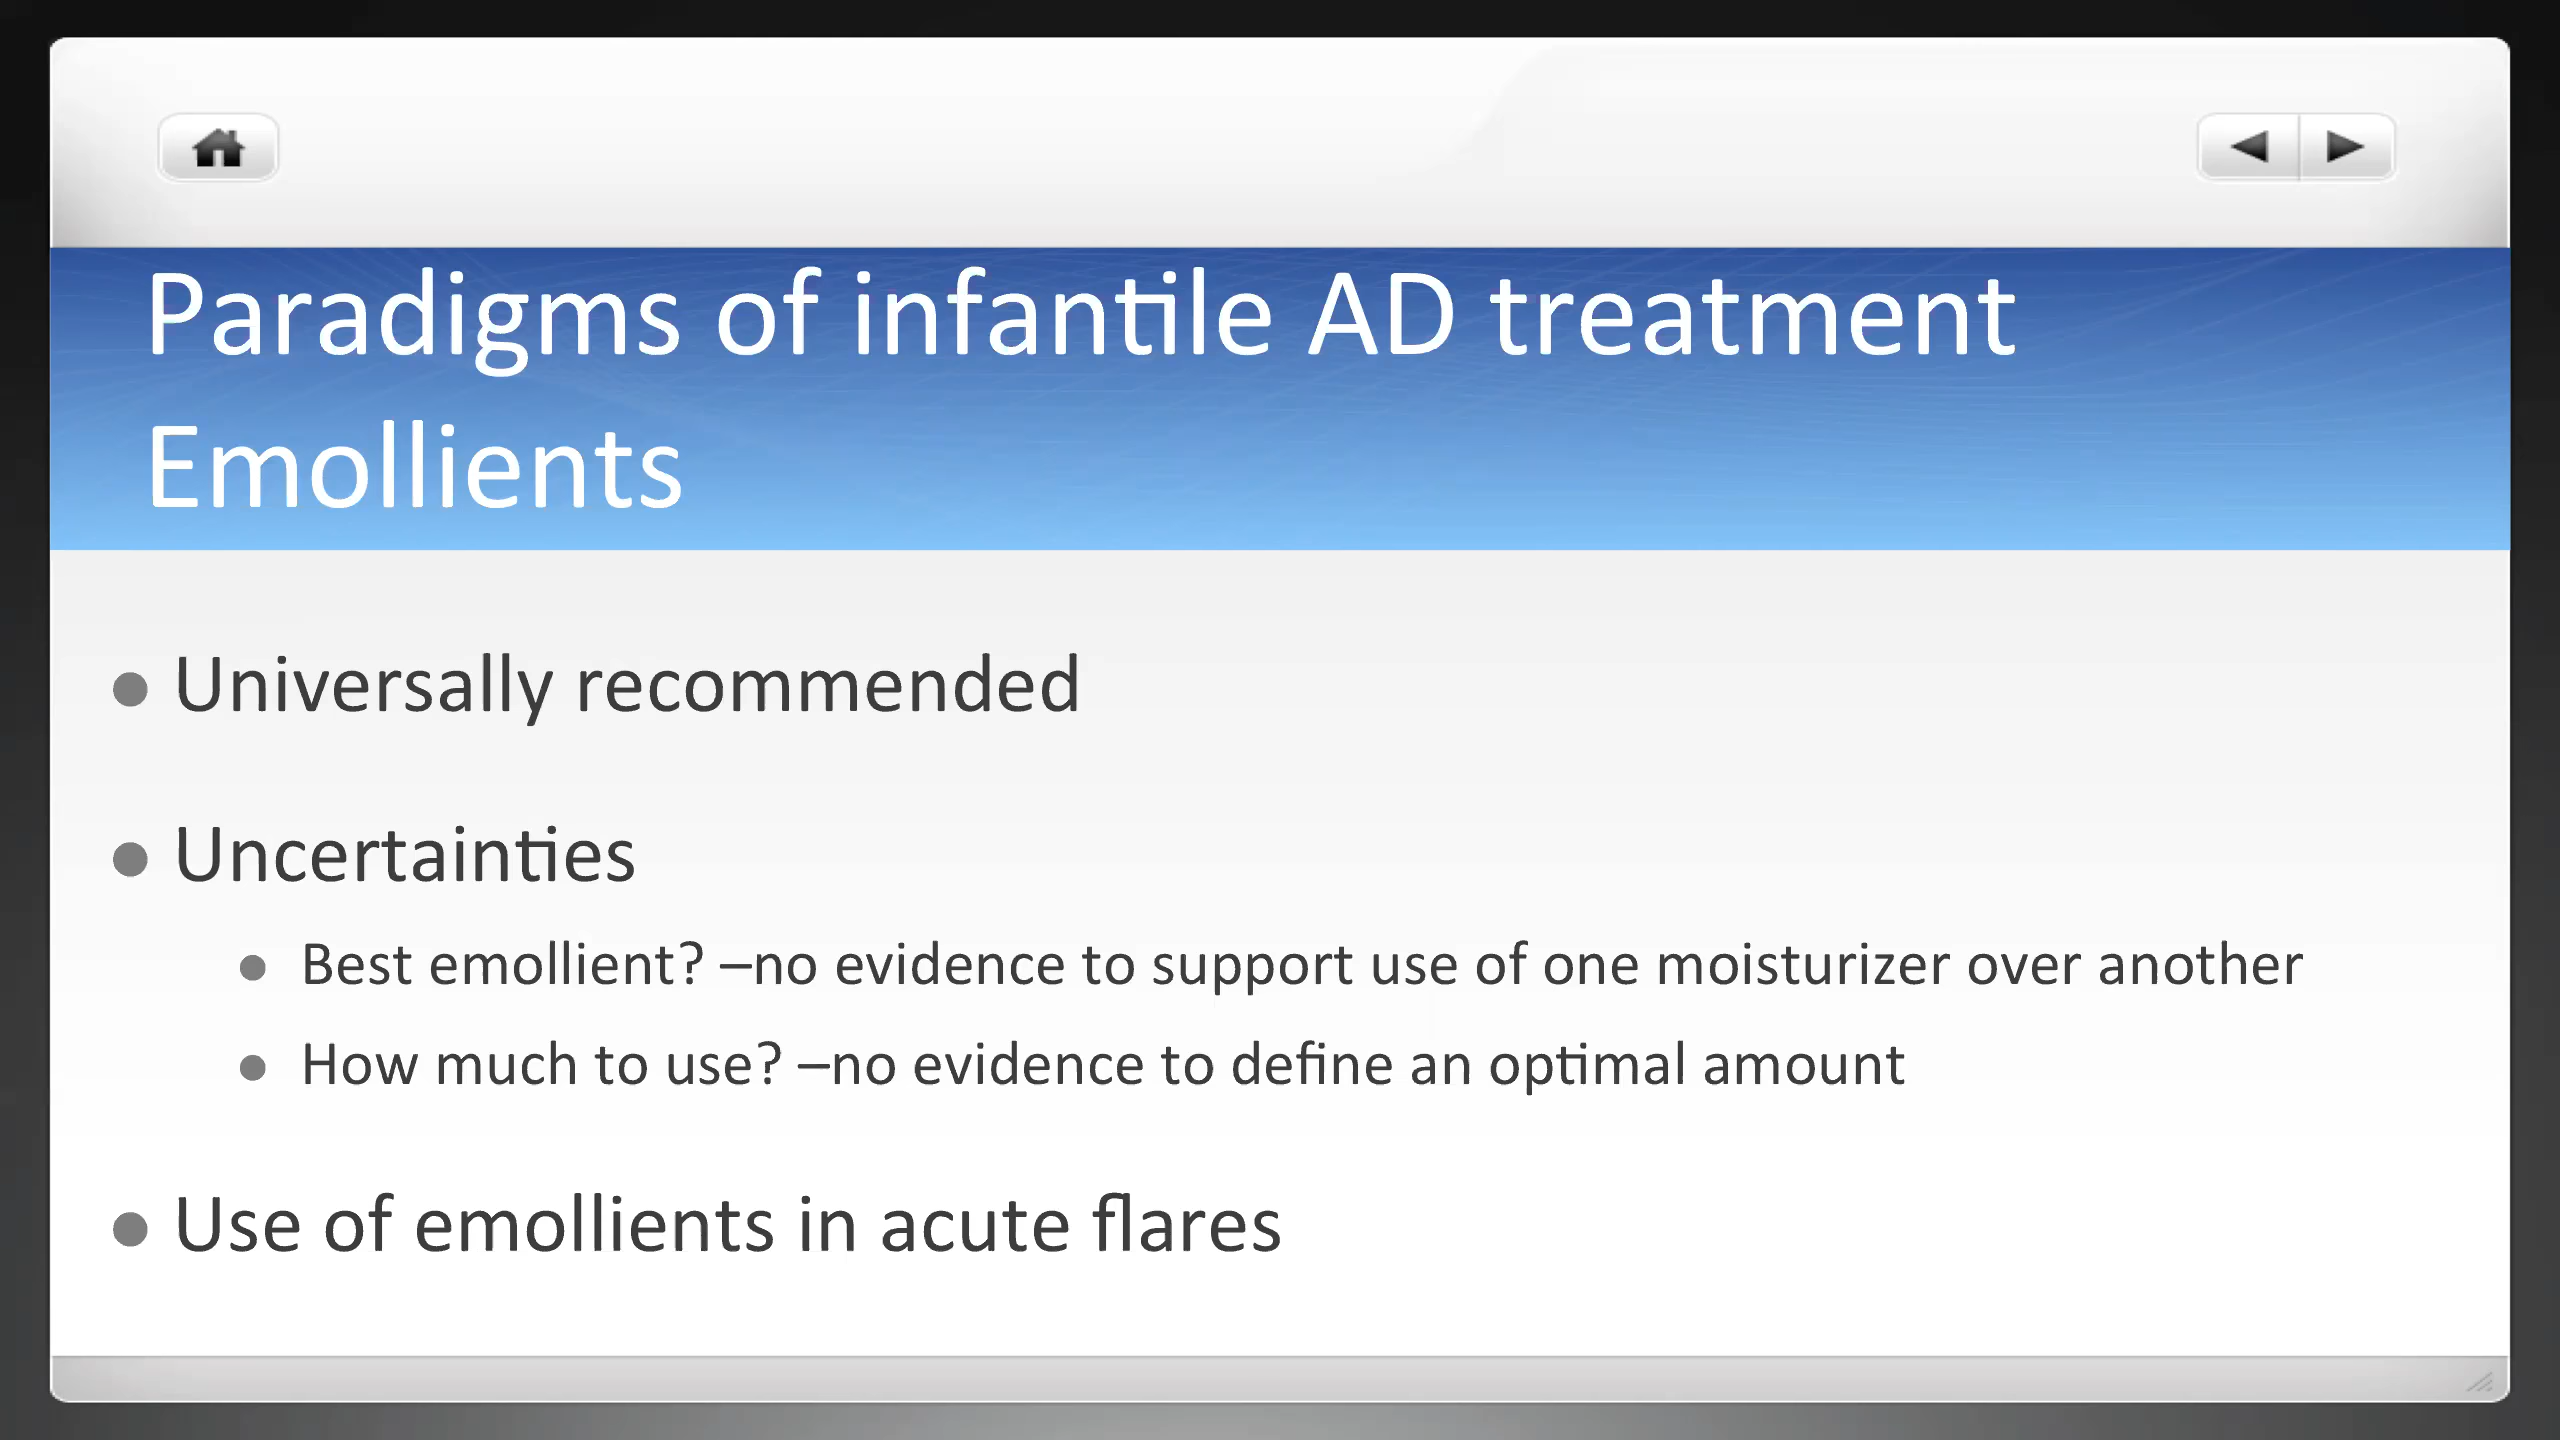 Paradigms of infantile AD treatment
Emollients
Universally recommended
Uncertainties
Best emollient? –no evidence to support use of one moisturizer over another
How much to use? –no evidence to define an optimal amount
Use of emollients in acute flares